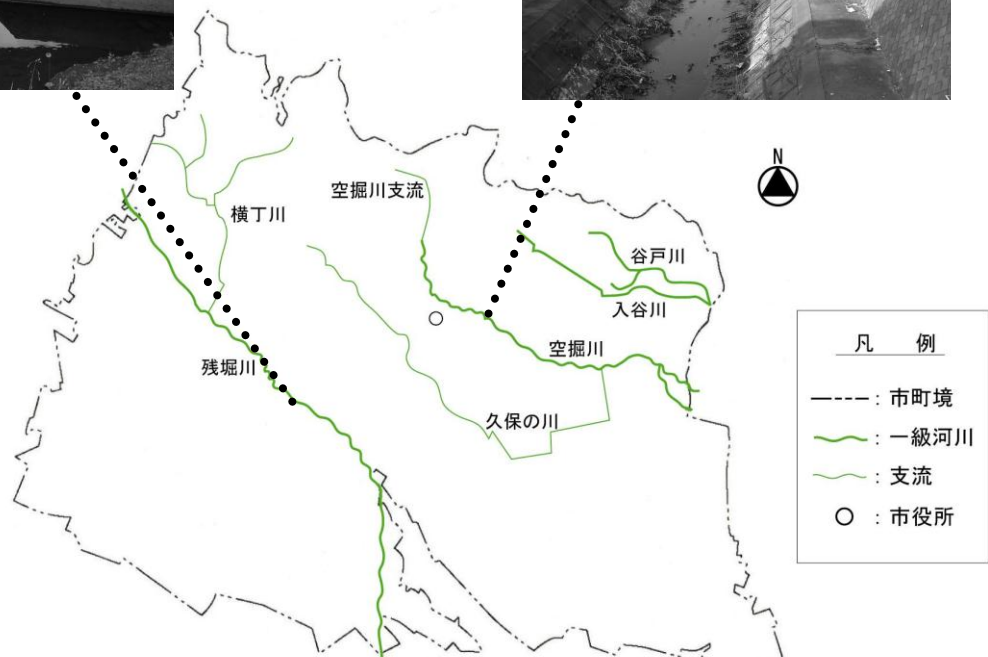 N
空掘川支流
横丁川
谷戸川
入谷川
空掘川
残堀川
久保の川
凡 例
：市町境
：一級河川
：支流
：市役所